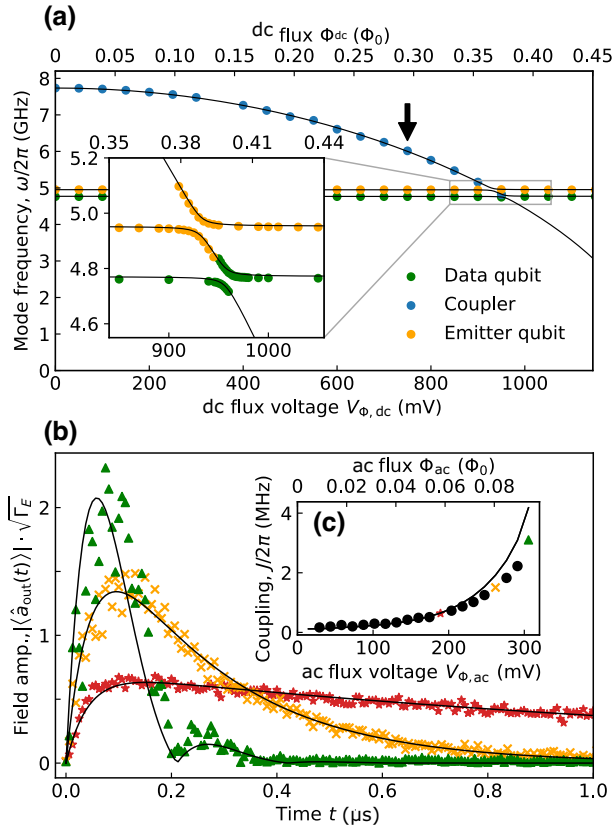 (a)
dc flux Φdc (Φ0)
0 0.05 0.1 0.15 0.2 0.25 0.3 0.35 0.4 0.45
Mode frequency, ω/2π (GHz)
8
7
6
5
4
3
2
1
0
0.35 0.38 0.41 0.44
5.2
5.0
4.8
4.6
900 1000
Data qubit
Coupler
Emitter qubit
0 200 400 600 800 1000
dc flux voltage VΦ,dc (mV)
(b)
Field amp.,|⟨âout(t)⟩| · √ΓE
2
1
0
0.0 0.2 0.4 0.6 0.8 1.0
Time t (μs)
ac flux Φac (Φ0)
0 0.02 0.04 0.06 0.08
(c)
Coupling, J/2π (MHz)
4
2
0
0 100 200 300
ac flux voltage VΦ,ac (mV)